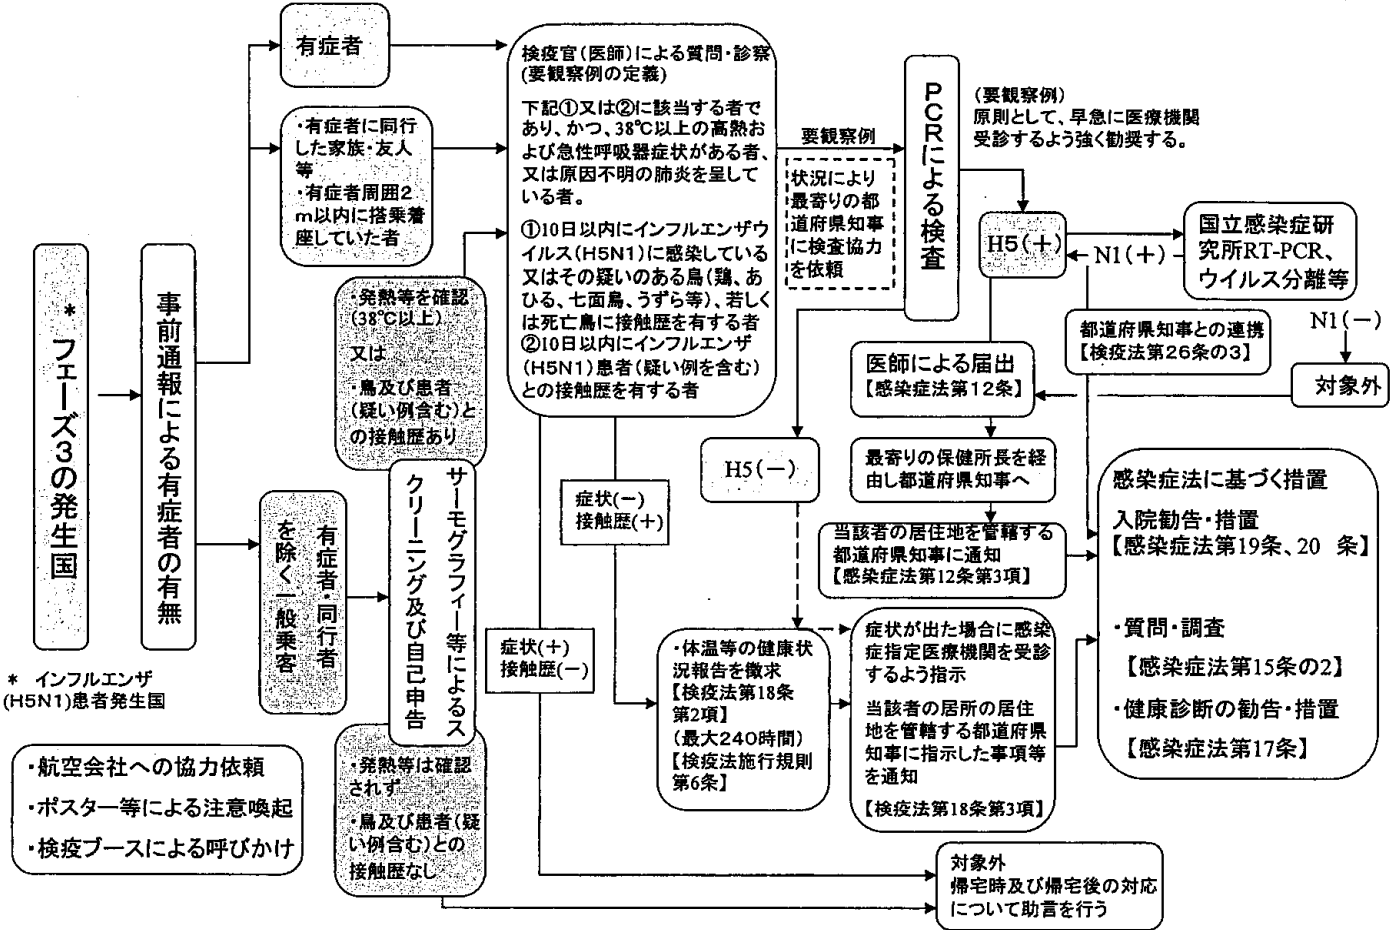 * フェーズ3の発生国
* インフルエンザ
(H5N1)患者発生国
・航空会社への協力依頼
・ポスター等による注意喚起
・検疫ブースによる呼びかけ
事前通報による有症者の有無
有症者
・有症者に同行
した家族・友人
等
・有症者周囲2
m以内に搭乗着
座していた者
有症者・同行者
を除く一般乗客
・発熱等を確認
(38℃以上)
又は
・鳥及び患者
(疑い例含む)と
の接触歴あり
サーモグラフィー等によるス
クリーニング及び自己申告
・発熱等は確認
されず
・鳥及び患者(疑
い例含む)との
接触歴なし
検疫官(医師)による質問・診察
(要観察例の定義)
下記①又は②に該当する者で
あり、かつ、38℃以上の高熱お
よび急性呼吸器症状がある者、
又は原因不明の肺炎を呈して
いる者。
①10日以内にインフルエンザウ
イルス(H5N1)に感染している
又はその疑いのある鳥(鶏、あ
ひる、七面鳥、うずら等)、若しく
は死亡鳥に接触歴を有する者
②10日以内にインフルエンザ
(H5N1)患者(疑い例を含む)
との接触歴を有する者
要観察例
状況により
最寄りの都
道府県知事
に検査協力
を依頼
PCRによる検査
(要観察例)
原則として、早急に医療機関
受診するよう強く勧奨する。
H5(+)
N1(+)
国立感染症研
究所RT-PCR、
ウイルス分離等
N1(-)
対象外
都道府県知事との連携
【検疫法第26条の3】
医師による届出
【感染症法第12条】
最寄りの保健所長を経
由し都道府県知事へ
当該者の居住地を管轄する
都道府県知事に通知
【感染症法第12条第3項】
H5(-)
症状(-)
接触歴(+)
症状(+)
接触歴(-)
・体温等の健康状
況報告を徴求
【検疫法第18条
第2項】
(最大240時間)
【検疫法施行規則
第6条】
症状が出た場合に感染
症指定医療機関を受診
するよう指示
当該者の居所の居住
地を管轄する都道府県
知事に指示した事項等
を通知
【検疫法第18条第3項】
感染症法に基づく措置
入院勧告・措置
【感染症法第19条、20 条】
・質問・調査
【感染症法第15条の2】
・健康診断の勧告・措置
【感染症法第17条】
対象外
帰宅時及び帰宅後の対応
について助言を行う